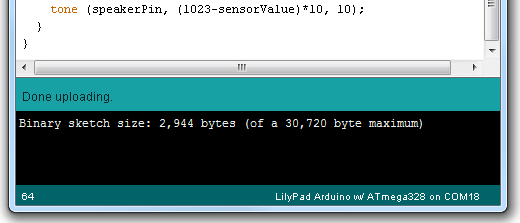 tone (speakerPin, (1023-sensorValue)*10, 10);
}
}
Done uploading.
Binary sketch size: 2,944 bytes (of a 30,720 byte maximum)
64 LilyPad Arduino w/ ATmega328 on COM18